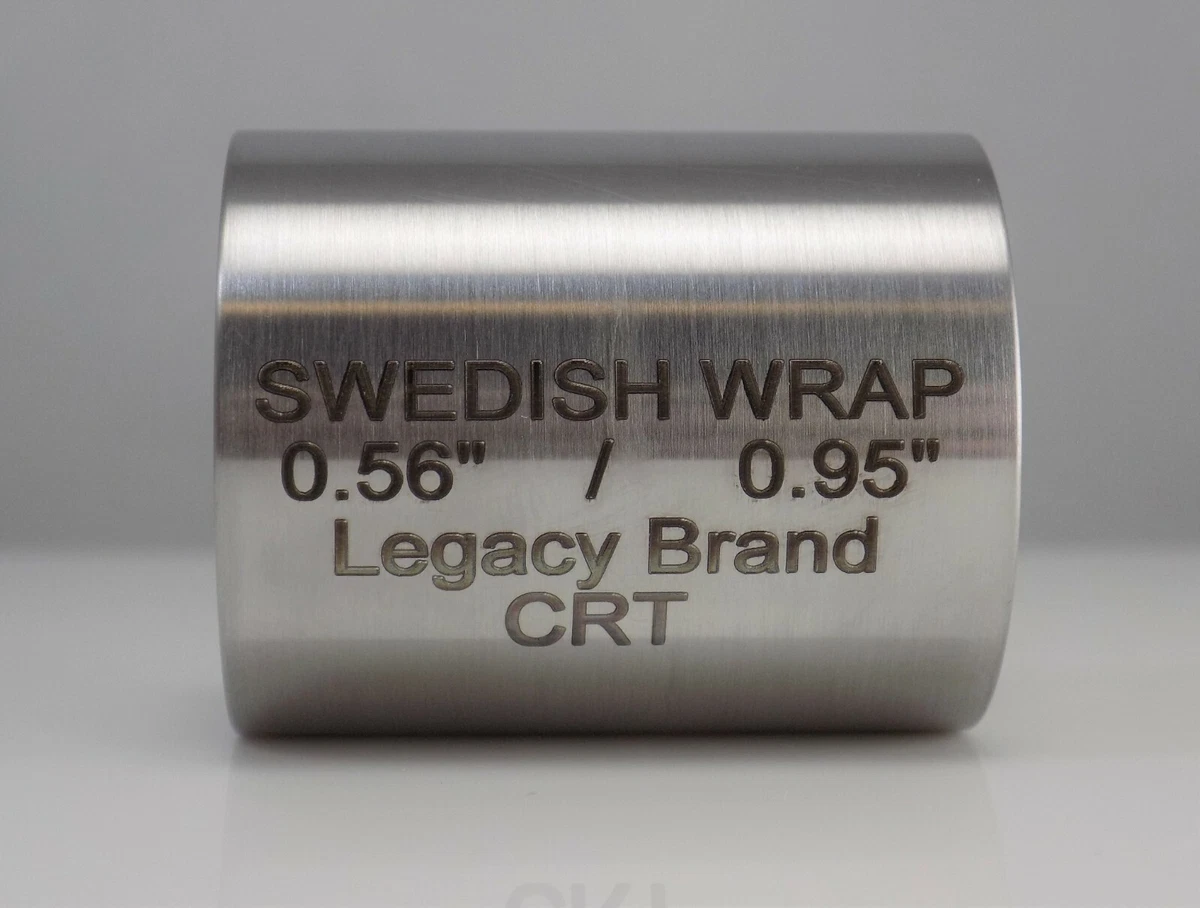 SWEDISH WRAP
0.56" / 0.95"
Legacy Brand
CRT